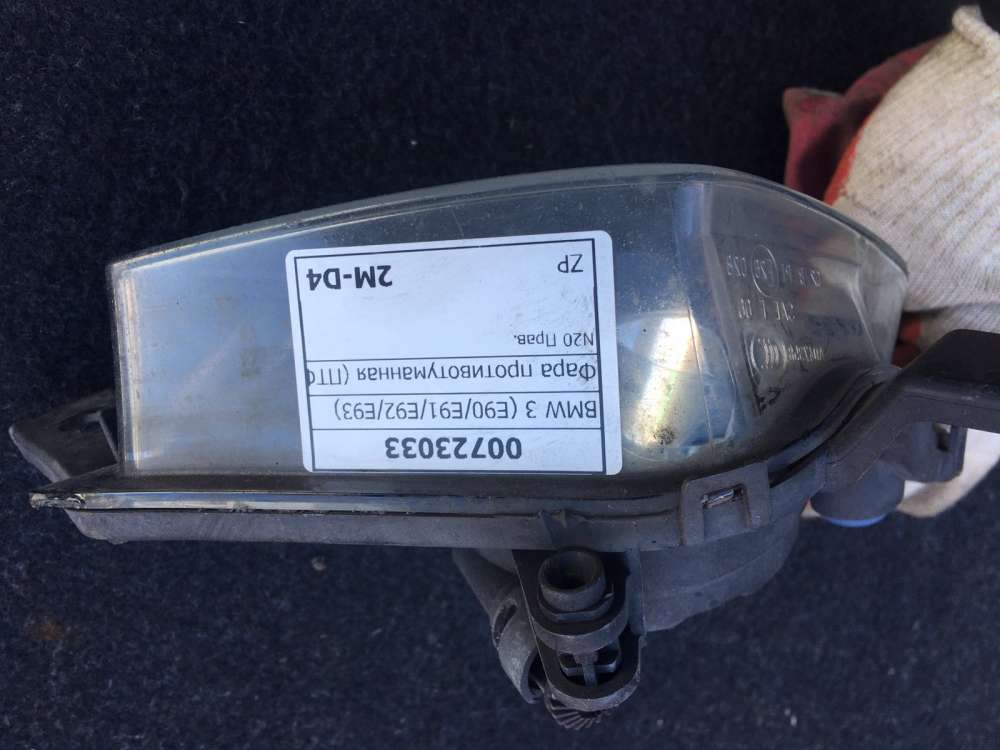 00723033
BMW 3 (E90/E91/E92/E93)
Фара противотуманная (ПТФ
N20 Прав.
ZP 2M-D4